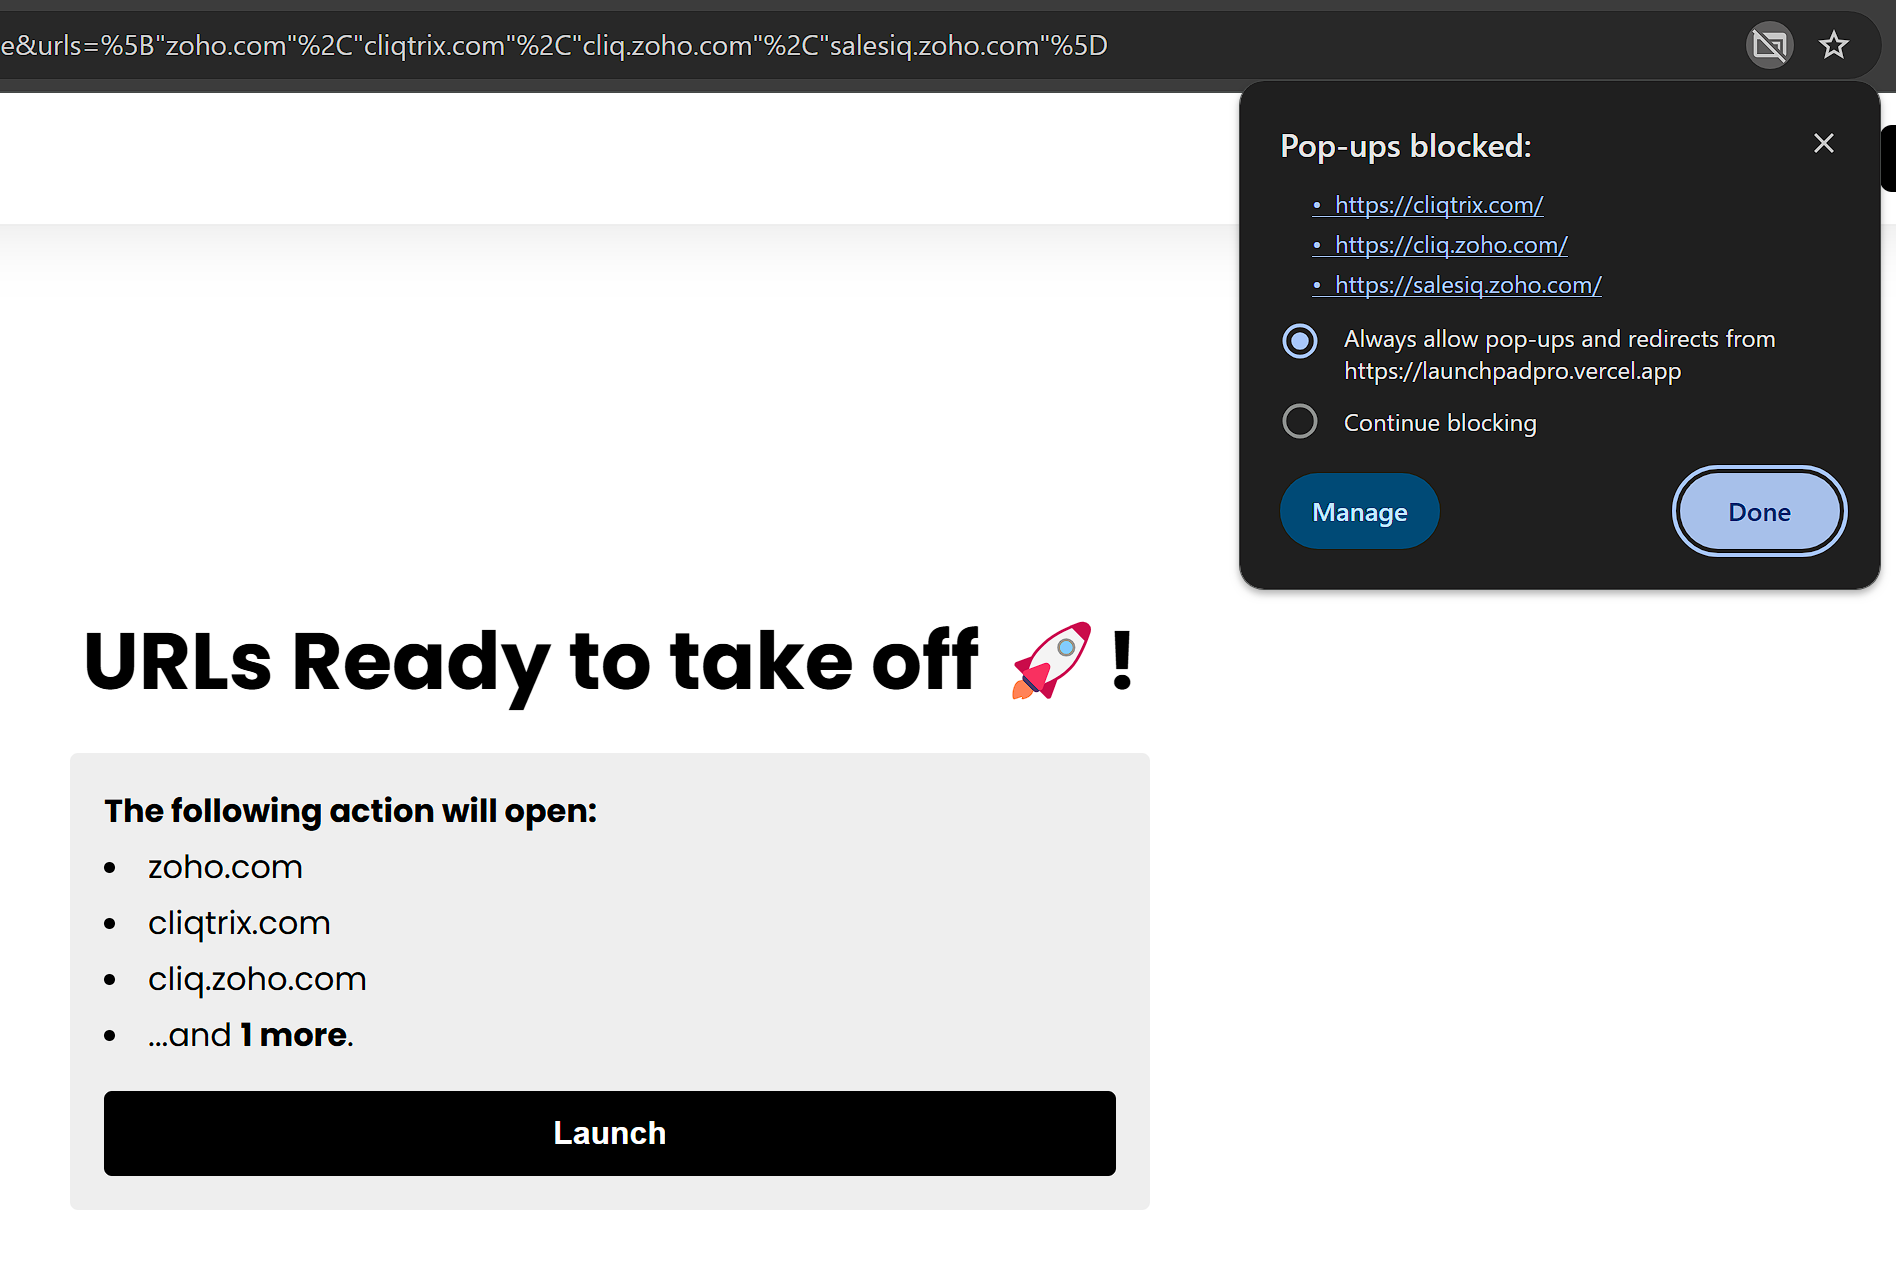 e&urls=%5B"zoho.com"%2C"cliqtrix.com"%2C"cliq.zoho.com"%2C"salesiq.zoho.com"%5D
Pop-ups blocked:
• https://cliqtrix.com/
• https://cliq.zoho.com/
• https://salesiq.zoho.com/
Always allow pop-ups and redirects from
https://launchpadpro.vercel.app
Continue blocking
Manage
Done
URLs Ready to take off 🚀 !
The following action will open:
• zoho.com
• cliqtrix.com
• cliq.zoho.com
• ...and 1 more.
Launch